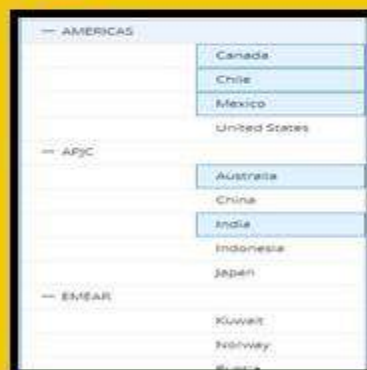 — AMERICAS
Canada
Chile
Mexico
United States
— APJC
Australia
China
India
Indonesia
Japan
— EMEAR
Kuwait
Norway